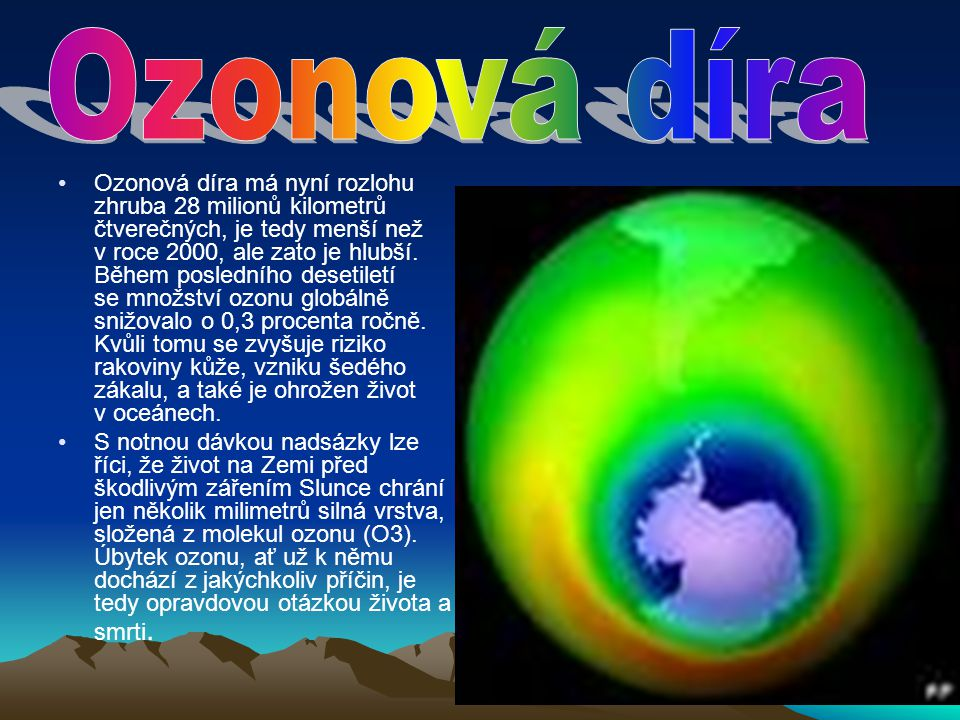 Ozonová díra
• Ozonová díra má nyní rozlohu
zhruba 28 milionů kilometrů
čtverečných, je tedy menší než
v roce 2000, ale zato je hlubší.
Během posledního desetiletí
se množství ozonu globálně
snižovalo o 0,3 procenta ročně.
Kvůli tomu se zvyšuje riziko
rakoviny kůže, vzniku šedého
zákalu, a také je ohrožen život
v oceánech.
• S notnou dávkou nadsázky lze
říci, že život na Zemi před
škodlivým zářením Slunce chrání
jen několik milimetrů silná vrstva,
složená z molekul ozonu (O3).
Úbytek ozonu, ať už k němu
dochází z jakýchkoliv příčin, je
tedy opravdovou otázkou života a
smrti.